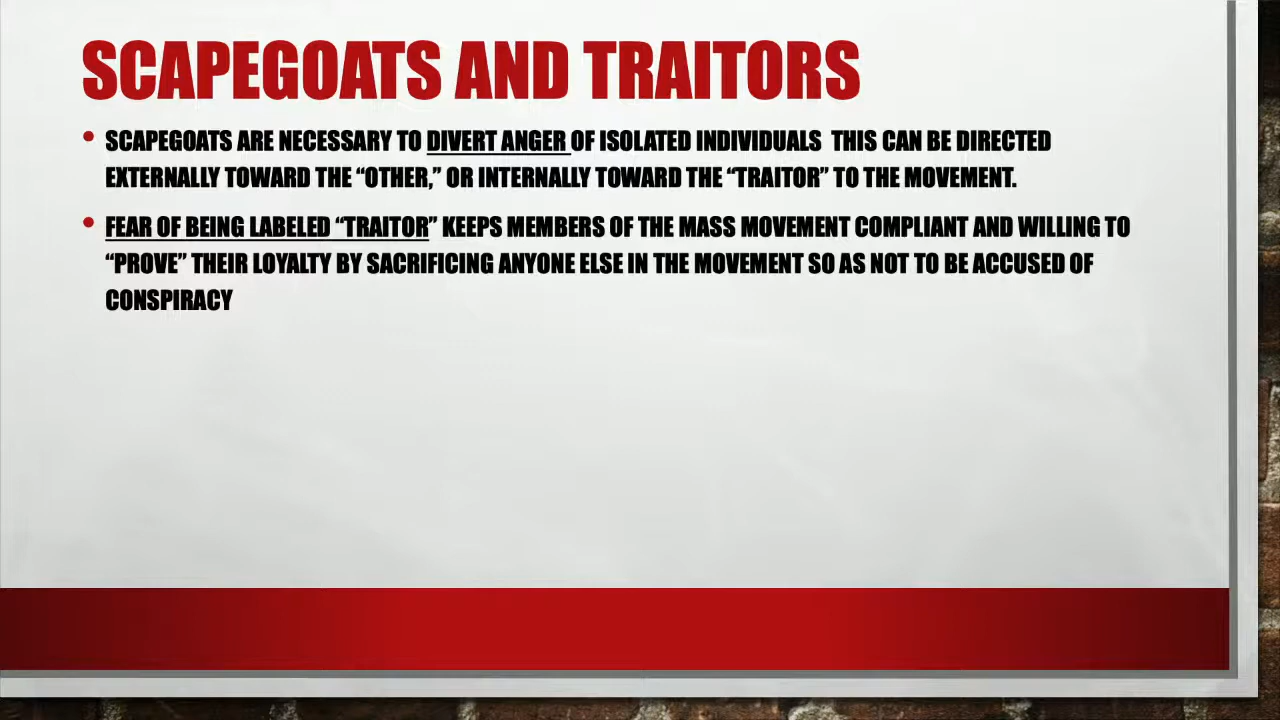 SCAPEGOATS AND TRAITORS
• SCAPEGOATS ARE NECESSARY TO DIVERT ANGER OF ISOLATED INDIVIDUALS  THIS CAN BE DIRECTED
EXTERNALLY TOWARD THE “OTHER,” OR INTERNALLY TOWARD THE “TRAITOR” TO THE MOVEMENT.
• FEAR OF BEING LABELED “TRAITOR” KEEPS MEMBERS OF THE MASS MOVEMENT COMPLIANT AND WILLING TO
“PROVE” THEIR LOYALTY BY SACRIFICING ANYONE ELSE IN THE MOVEMENT SO AS NOT TO BE ACCUSED OF
CONSPIRACY